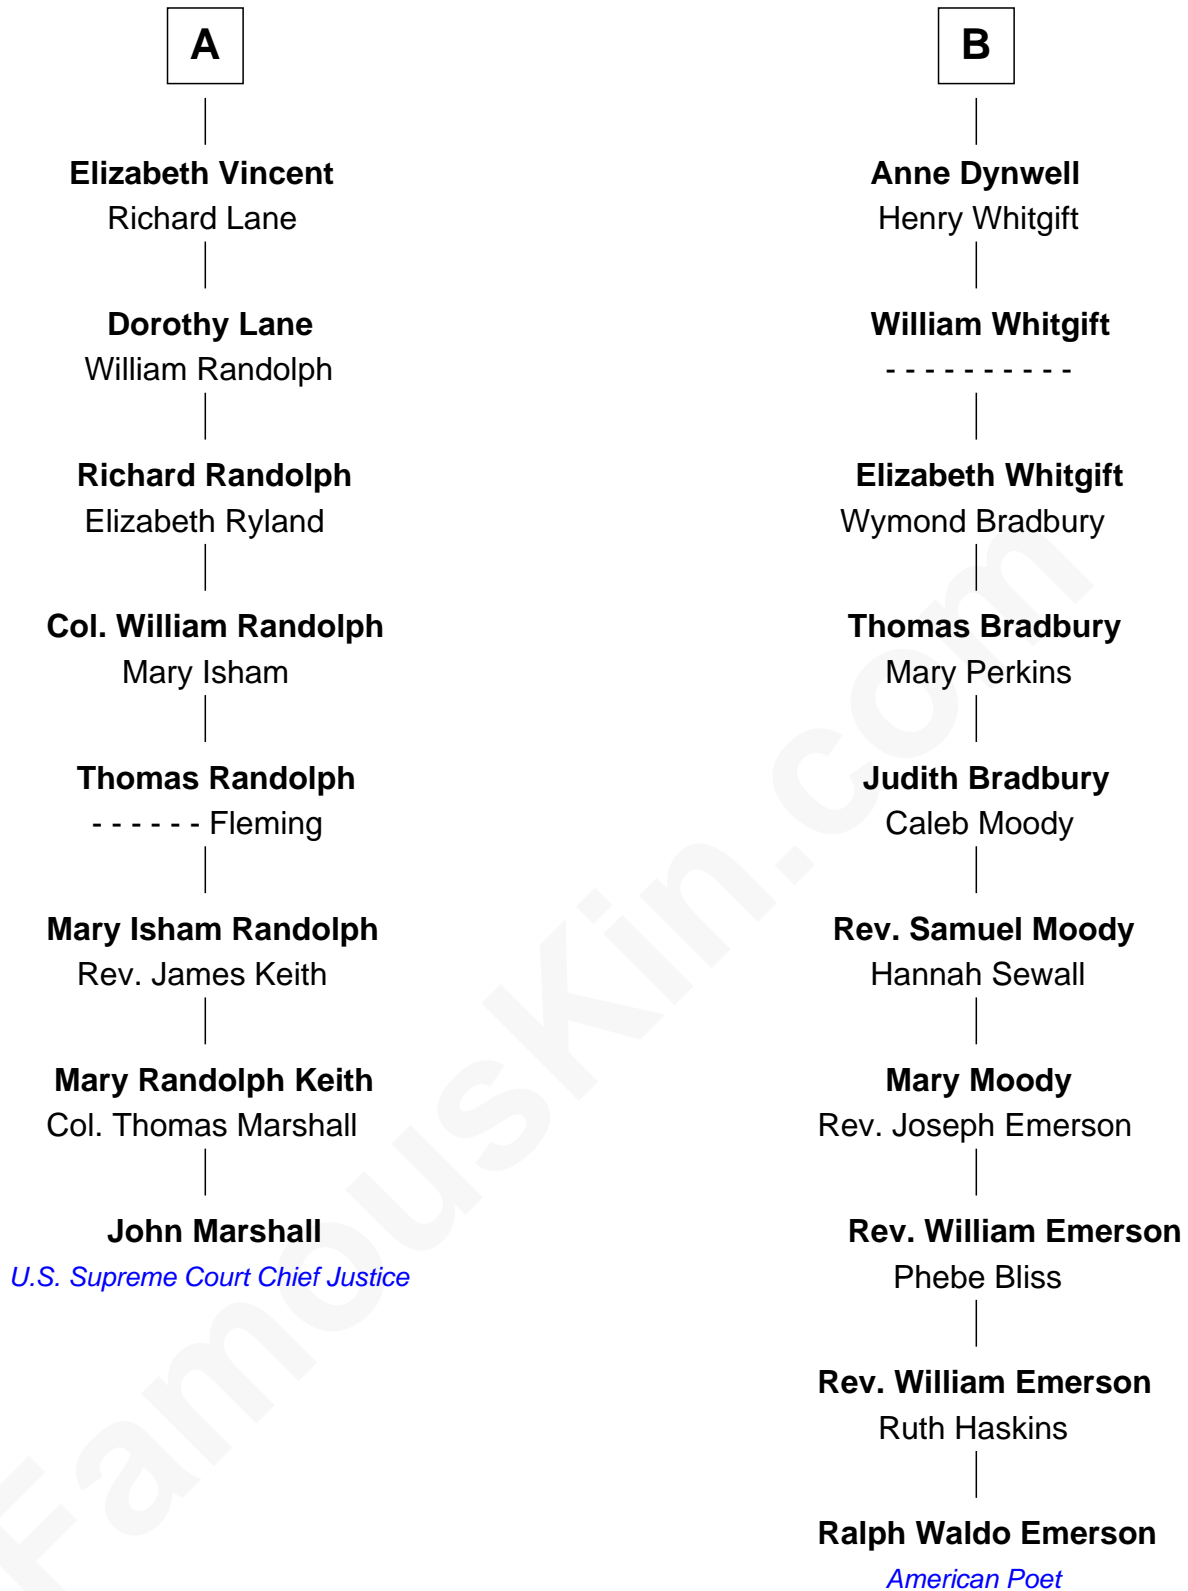 A
Elizabeth Vincent
Richard Lane
Dorothy Lane
William Randolph
Richard Randolph
Elizabeth Ryland
Col. William Randolph
Mary Isham
Thomas Randolph
- - - - - - Fleming
Mary Isham Randolph
Rev. James Keith
Mary Randolph Keith
Col. Thomas Marshall
John Marshall
U.S. Supreme Court Chief Justice
B
Anne Dynwell
Henry Whitgift
William Whitgift
- - - - - - - - - -
Elizabeth Whitgift
Wymond Bradbury
Thomas Bradbury
Mary Perkins
Judith Bradbury
Caleb Moody
Rev. Samuel Moody
Hannah Sewall
Mary Moody
Rev. Joseph Emerson
Rev. William Emerson
Phebe Bliss
Rev. William Emerson
Ruth Haskins
Ralph Waldo Emerson
American Poet
FamousKin.com